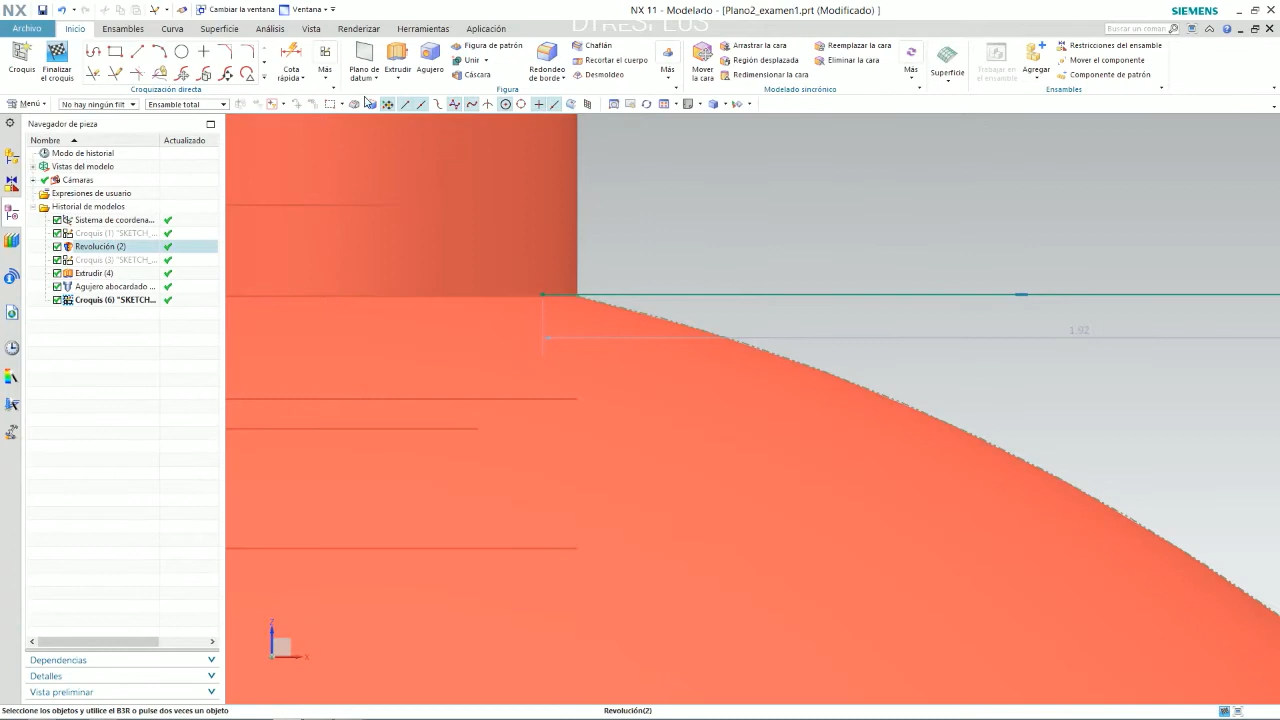 NX
Cambiar la ventana
Ventana
NX 11 - Modelado - [Plano2_examen1.prt (Modificado) ]
SIEMENS
DTRESPLUS
Archivo
Inicio
Ensambles
Curva
Superficie
Análisis
Vista
Renderizar
Herramientas
Aplicación
Buscar un coman
Croquis
Finalizar el croquis
Cota rápida
Más
Croquización directa
Plano de datum
Extrudir
Agujero
Figura de patrón
Unir
Cáscara
Redondeo de borde
Chaflán
Recortar el cuerpo
Desmoldeo
Más
Figura
Mover la cara
Arrastrar la cara
Región desplazada
Redimensionar la cara
Reemplazar la cara
Eliminar la cara
Más
Modelado sincrónico
Superficie
Trabajar en el ensamble
Agregar
Restricciones del ensamble
Mover el componente
Componente de patrón
Ensambles
Menú
No hay ningún filt
Ensamble total
Navegador de pieza
Nombre
Actualizado
Modo de historial
Vistas del modelo
Cámaras
Expresiones de usuario
Historial de modelos
Sistema de coordena...
Croquis (1) "SKETCH_...
Revolución (2)
Croquis (3) "SKETCH_...
Extrudir (4)
Agujero abocardado ...
Croquis (6) "SKETCH...
1.92
Z
X
Dependencias
Detalles
Vista preliminar
Seleccione los objetos y utilice el B3R o pulse dos veces un objeto
Revolución(2)